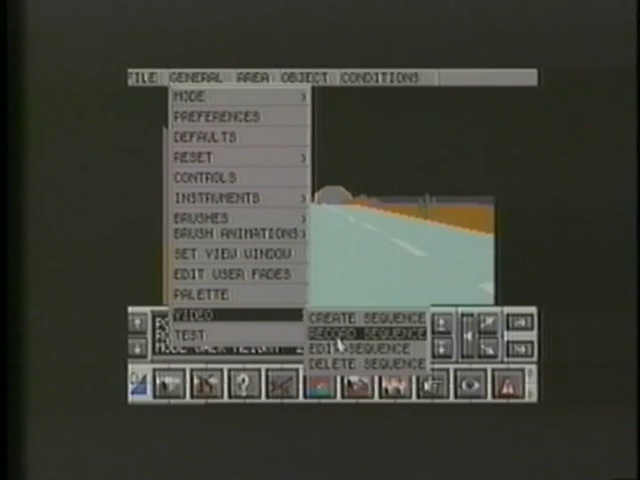 FILE GENERAL AREA OBJECT CONDITIONS
MODE >
PREFERENCES
DEFAULTS
RESET >
CONTROLS
INSTRUMENTS >
BRUSHES >
BRUSH ANIMATIONS>
SET VIEW WINDOW
EDIT USER FADES
PALETTE
VIDEO
TEST
CREATE SEQUENCE
RECORD SEQUENCE
EDIT SEQUENCE
DELETE SEQUENCE